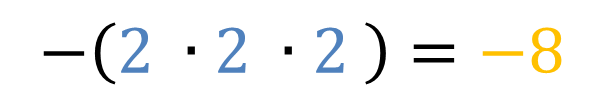 −(2 · 2 · 2 ) = −8